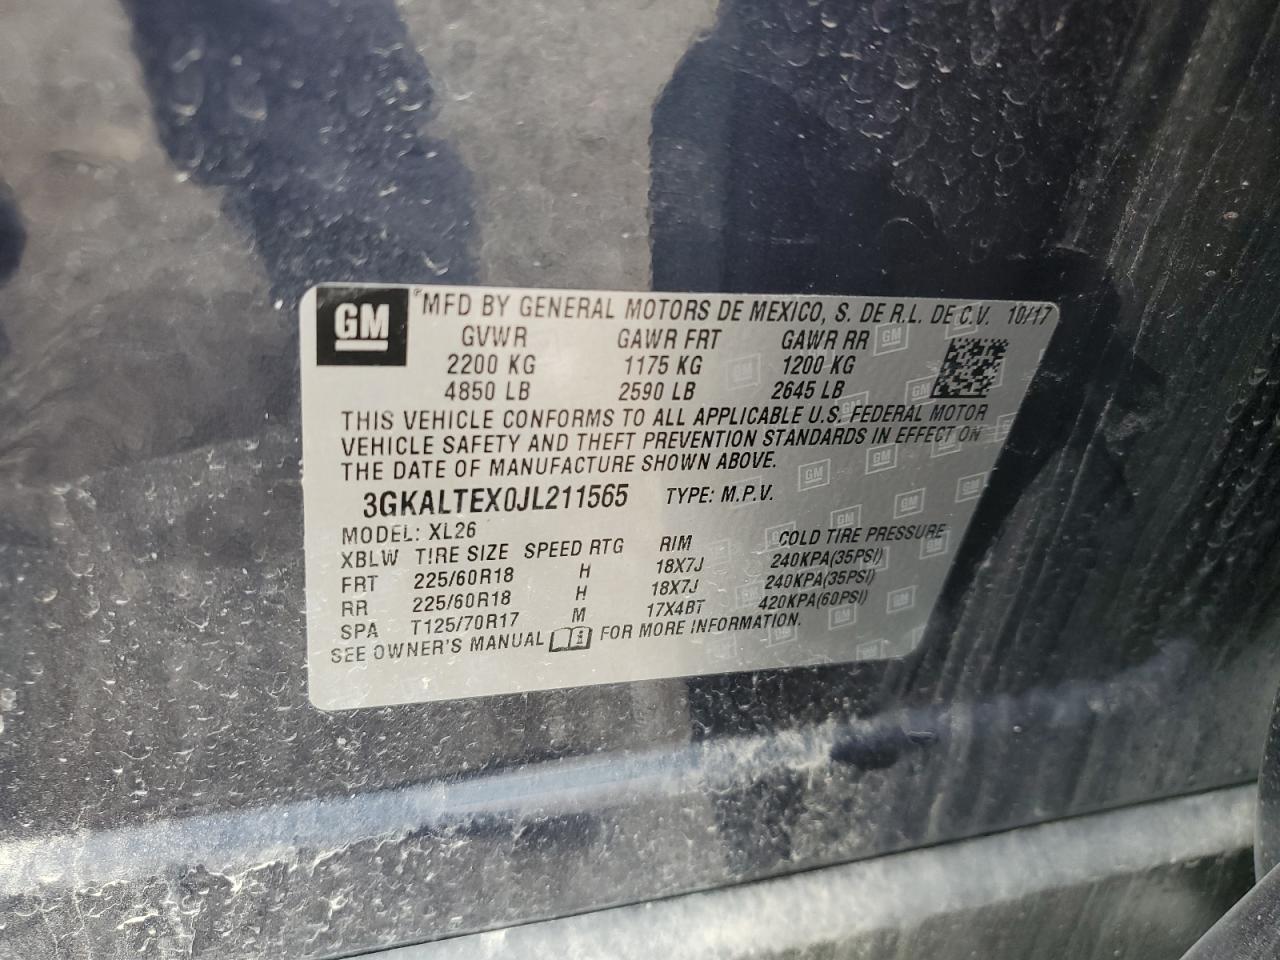 GM MFD BY GENERAL MOTORS DE MEXICO, S. DE R.L. DE C.V. 10/17
GVWR GAWR FRT GAWR RR
2200 KG 1175 KG 1200 KG
4850 LB 2590 LB 2645 LB
THIS VEHICLE CONFORMS TO ALL APPLICABLE U.S. FEDERAL MOTOR
VEHICLE SAFETY AND THEFT PREVENTION STANDARDS IN EFFECT ON
THE DATE OF MANUFACTURE SHOWN ABOVE.
3GKALTEX0JL211565 TYPE: M.P.V.
MODEL: XL26
XBLW TIRE SIZE SPEED RTG RIM COLD TIRE PRESSURE
FRT 225/60R18 H 18X7J 240KPA(35PSI)
RR 225/60R18 H 18X7J 240KPA(35PSI)
SPA T125/70R17 M 17X4BT 420KPA(60PSI)
SEE OWNER'S MANUAL FOR MORE INFORMATION.